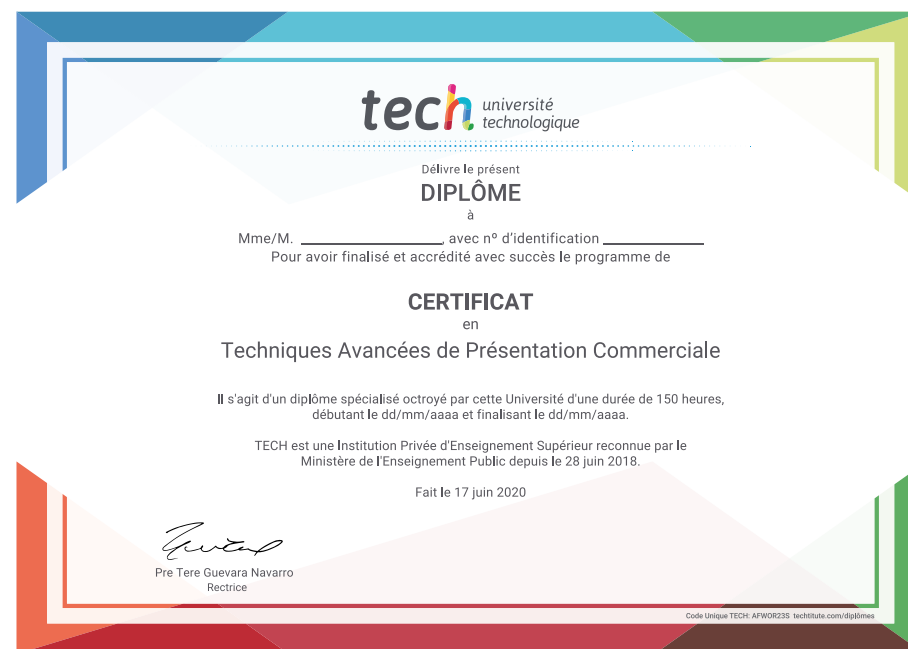 tech université
technologique
Délivre le présent
DIPLÔME
à
Mme/M. ____________________, avec nº d'identification ______________
Pour avoir finalisé et accrédité avec succès le programme de
CERTIFICAT
en
Techniques Avancées de Présentation Commerciale
Il s'agit d'un diplôme spécialisé octroyé par cette Université d'une durée de 150 heures,
débutant le dd/mm/aaaa et finalisant le dd/mm/aaaa.
TECH est une Institution Privée d'Enseignement Supérieur reconnue par le
Ministère de l'Enseignement Public depuis le 28 juin 2018.
Fait le 17 juin 2020
Pre Tere Guevara Navarro
Rectrice
Code Unique TECH: AFWOR23S techtitute.com/diplômes